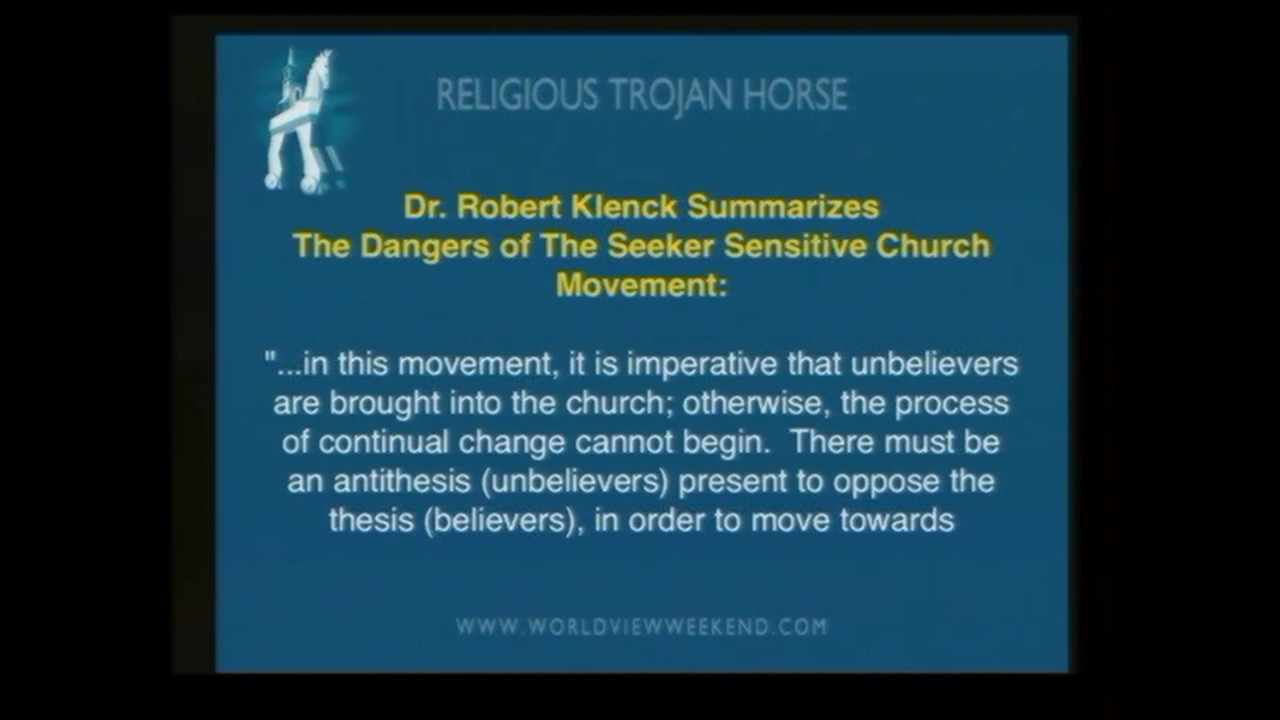 RELIGIOUS TROJAN HORSE
Dr. Robert Klenck Summarizes
The Dangers of The Seeker Sensitive Church
Movement:
"...in this movement, it is imperative that unbelievers
are brought into the church; otherwise, the process
of continual change cannot begin.  There must be
an antithesis (unbelievers) present to oppose the
thesis (believers), in order to move towards
WWW.WORLDVIEWWEEKEND.COM